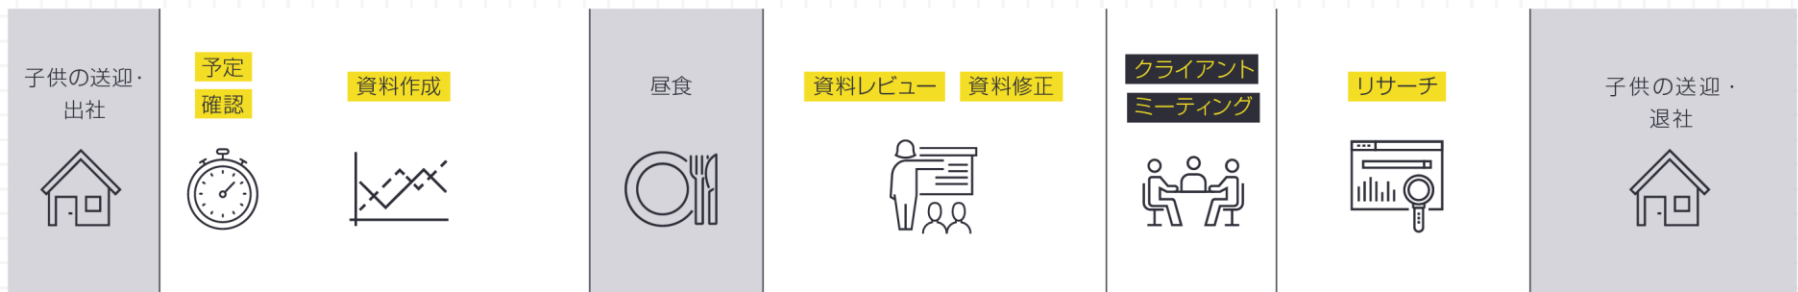 子供の送迎・
出社
予定
確認
資料作成
昼食
資料レビュー
資料修正
クライアント
ミーティング
リサーチ
子供の送迎・
退社